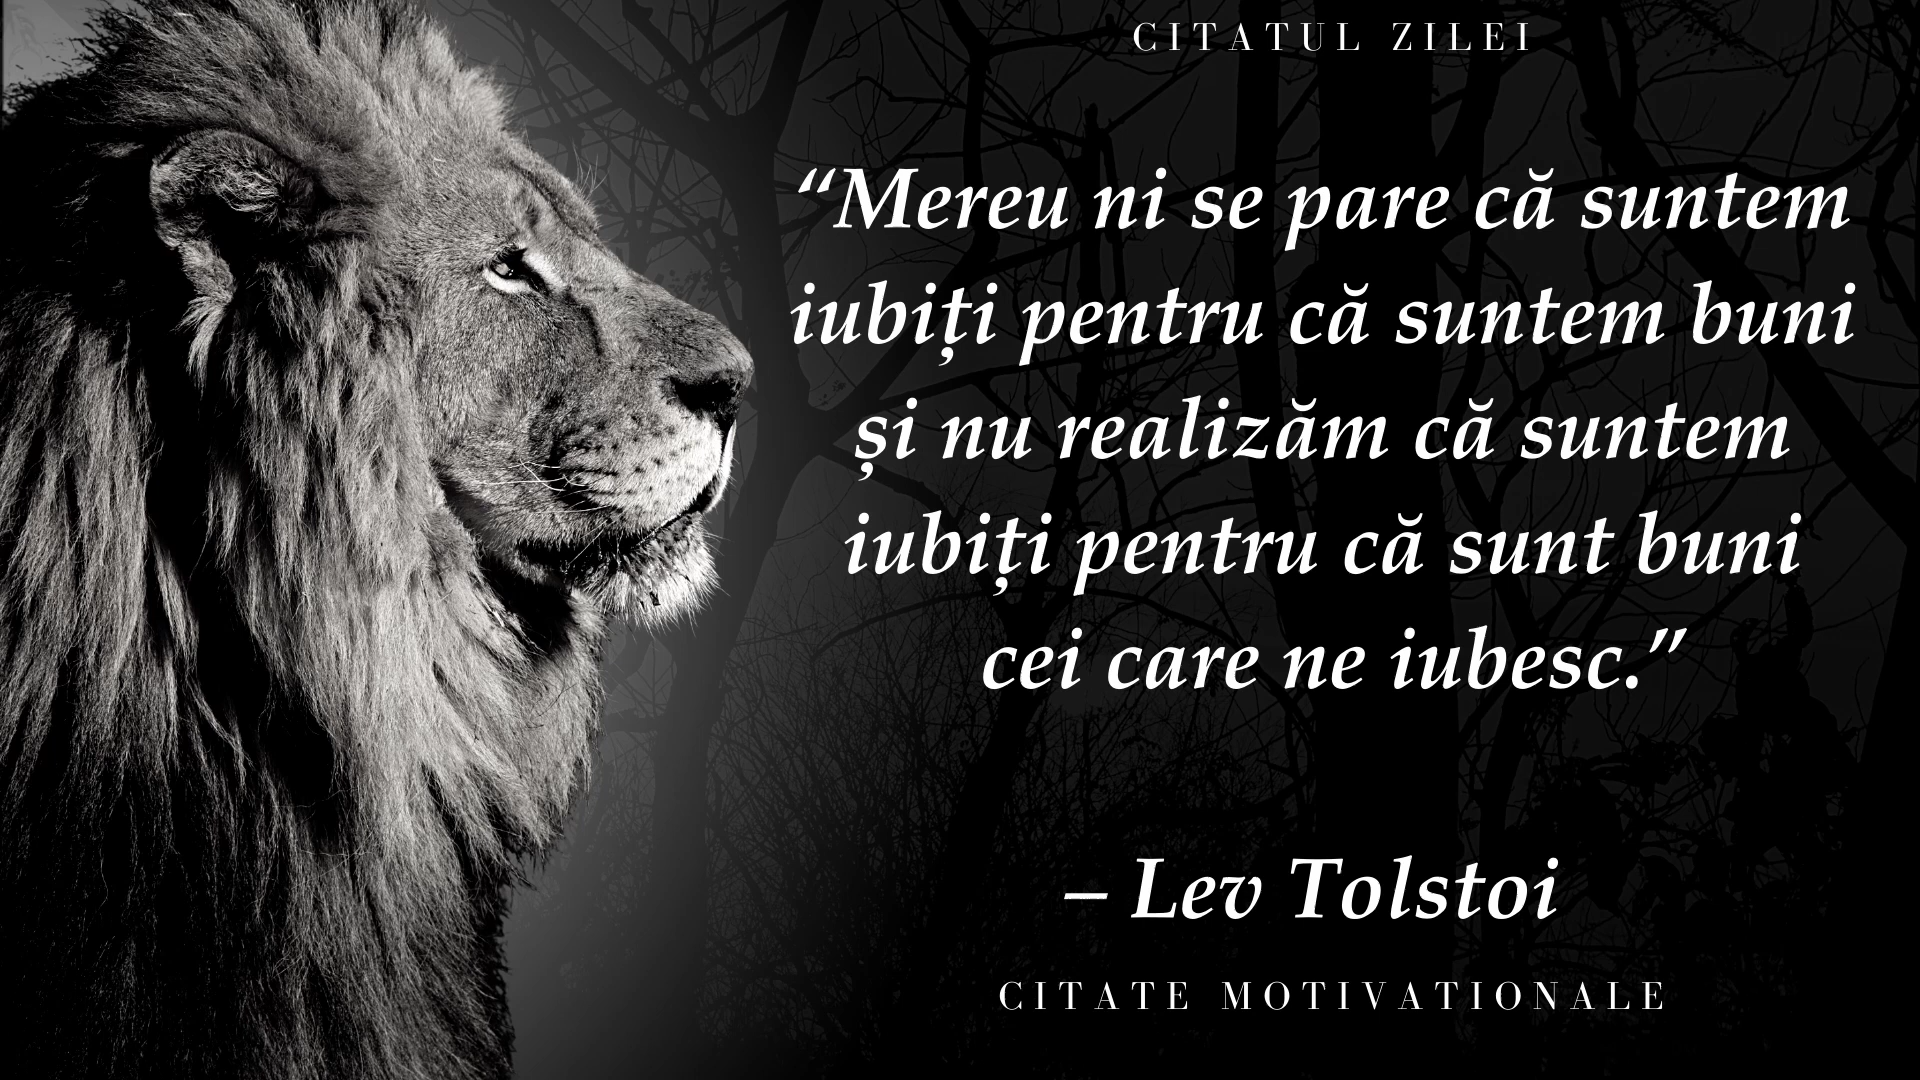 CITATUL ZILEI
“Mereu ni se pare că suntem
iubiți pentru că suntem buni
și nu realizăm că suntem
iubiți pentru că sunt buni
cei care ne iubesc.”
– Lev Tolstoi
CITATE MOTIVATIONALE